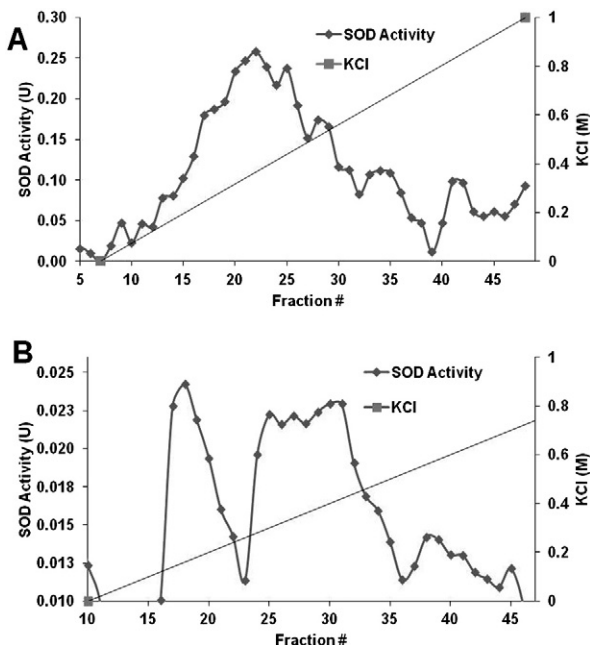 A
SOD Activity (U)
0.30
0.25
0.20
0.15
0.10
0.05
0.00
SOD Activity
KCl
1
0.8
0.6
0.4
0.2
0
KCl (M)
5 10 15 20 25 30 35 40 45
Fraction #
B
SOD Activity (U)
0.025
0.023
0.020
0.018
0.015
0.013
0.010
SOD Activity
KCl
1
0.8
0.6
0.4
0.2
0
KCl (M)
10 15 20 25 30 35 40 45
Fraction #